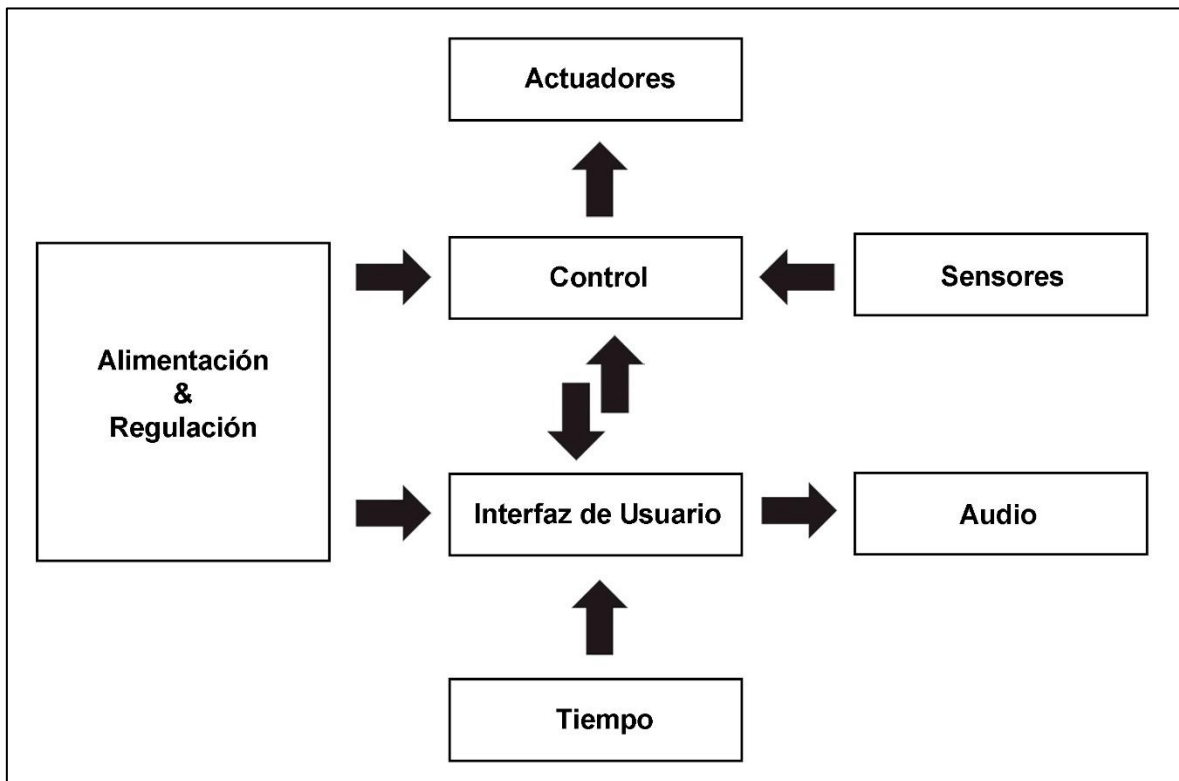 Actuadores
Control
Sensores
Alimentación
&
Regulación
Interfaz de Usuario
Audio
Tiempo